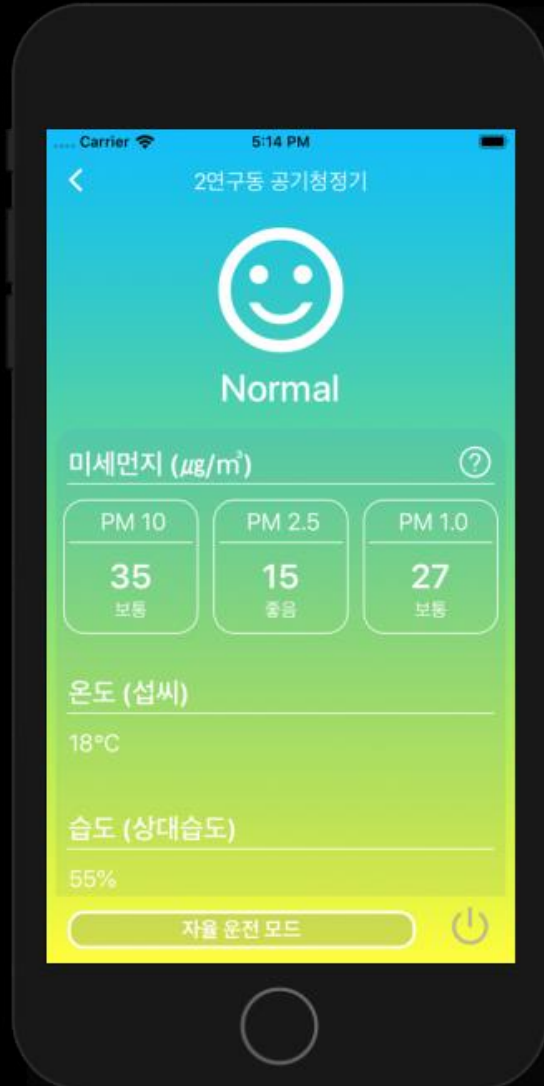 Carrier 5:14 PM
2연구동 공기청정기
Normal
미세먼지 (㎍/㎥) ?
PM 10 PM 2.5 PM 1.0
35 15 27
보통 좋음 보통
온도 (섭씨)
18°C
습도 (상대습도)
55%
자율 운전 모드